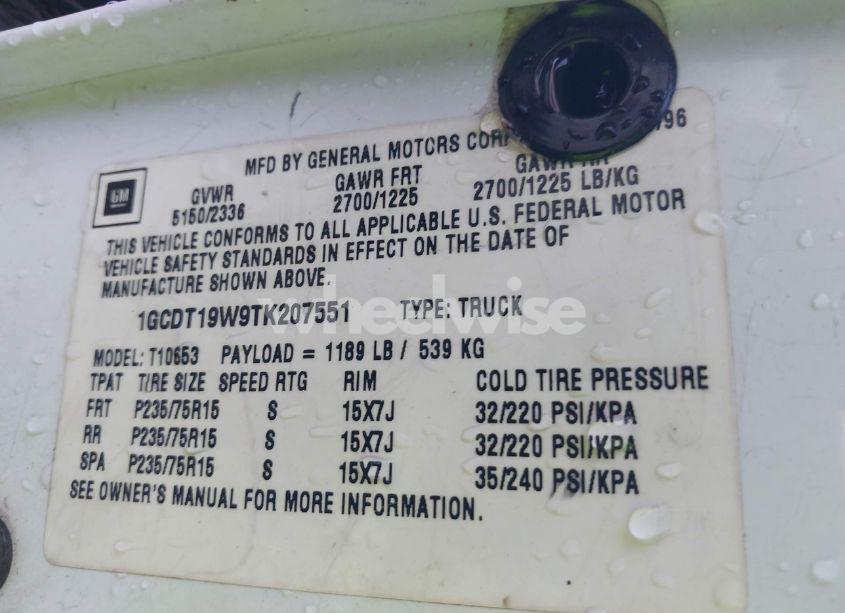 MFD BY GENERAL MOTORS COR 96
GM
GVWR GAWR FRT GAWR RR
5150/2336 2700/1225 2700/1225 LB/KG
THIS VEHICLE CONFORMS TO ALL APPLICABLE U.S. FEDERAL MOTOR
VEHICLE SAFETY STANDARDS IN EFFECT ON THE DATE OF
MANUFACTURE SHOWN ABOVE.
wheelwise
1GCDT19W9TK207551 TYPE: TRUCK
MODEL: T10653 PAYLOAD = 1189 LB / 539 KG
TPAT TIRE SIZE SPEED RTG RIM COLD TIRE PRESSURE
FRT P235/75R15 S 15X7J 32/220 PSI/KPA
RR P235/75R15 S 15X7J 32/220 PSI/KPA
SPA P235/75R15 S 15X7J 35/240 PSI/KPA
SEE OWNER'S MANUAL FOR MORE INFORMATION.